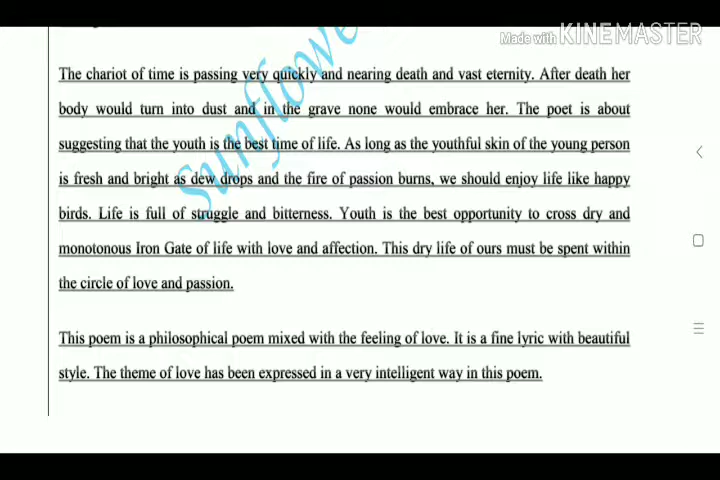 Made with KINEMASTER
The chariot of time is passing very quickly and nearing death and vast eternity. After death her
body would turn into dust and in the grave none would embrace her. The poet is about
suggesting that the youth is the best time of life. As long as the youthful skin of the young person
is fresh and bright as dew drops and the fire of passion burns, we should enjoy life like happy
birds. Life is full of struggle and bitterness. Youth is the best opportunity to cross dry and
monotonous Iron Gate of life with love and affection. This dry life of ours must be spent within
the circle of love and passion.
This poem is a philosophical poem mixed with the feeling of love. It is a fine lyric with beautiful
style. The theme of love has been expressed in a very intelligent way in this poem.
Sunflowe